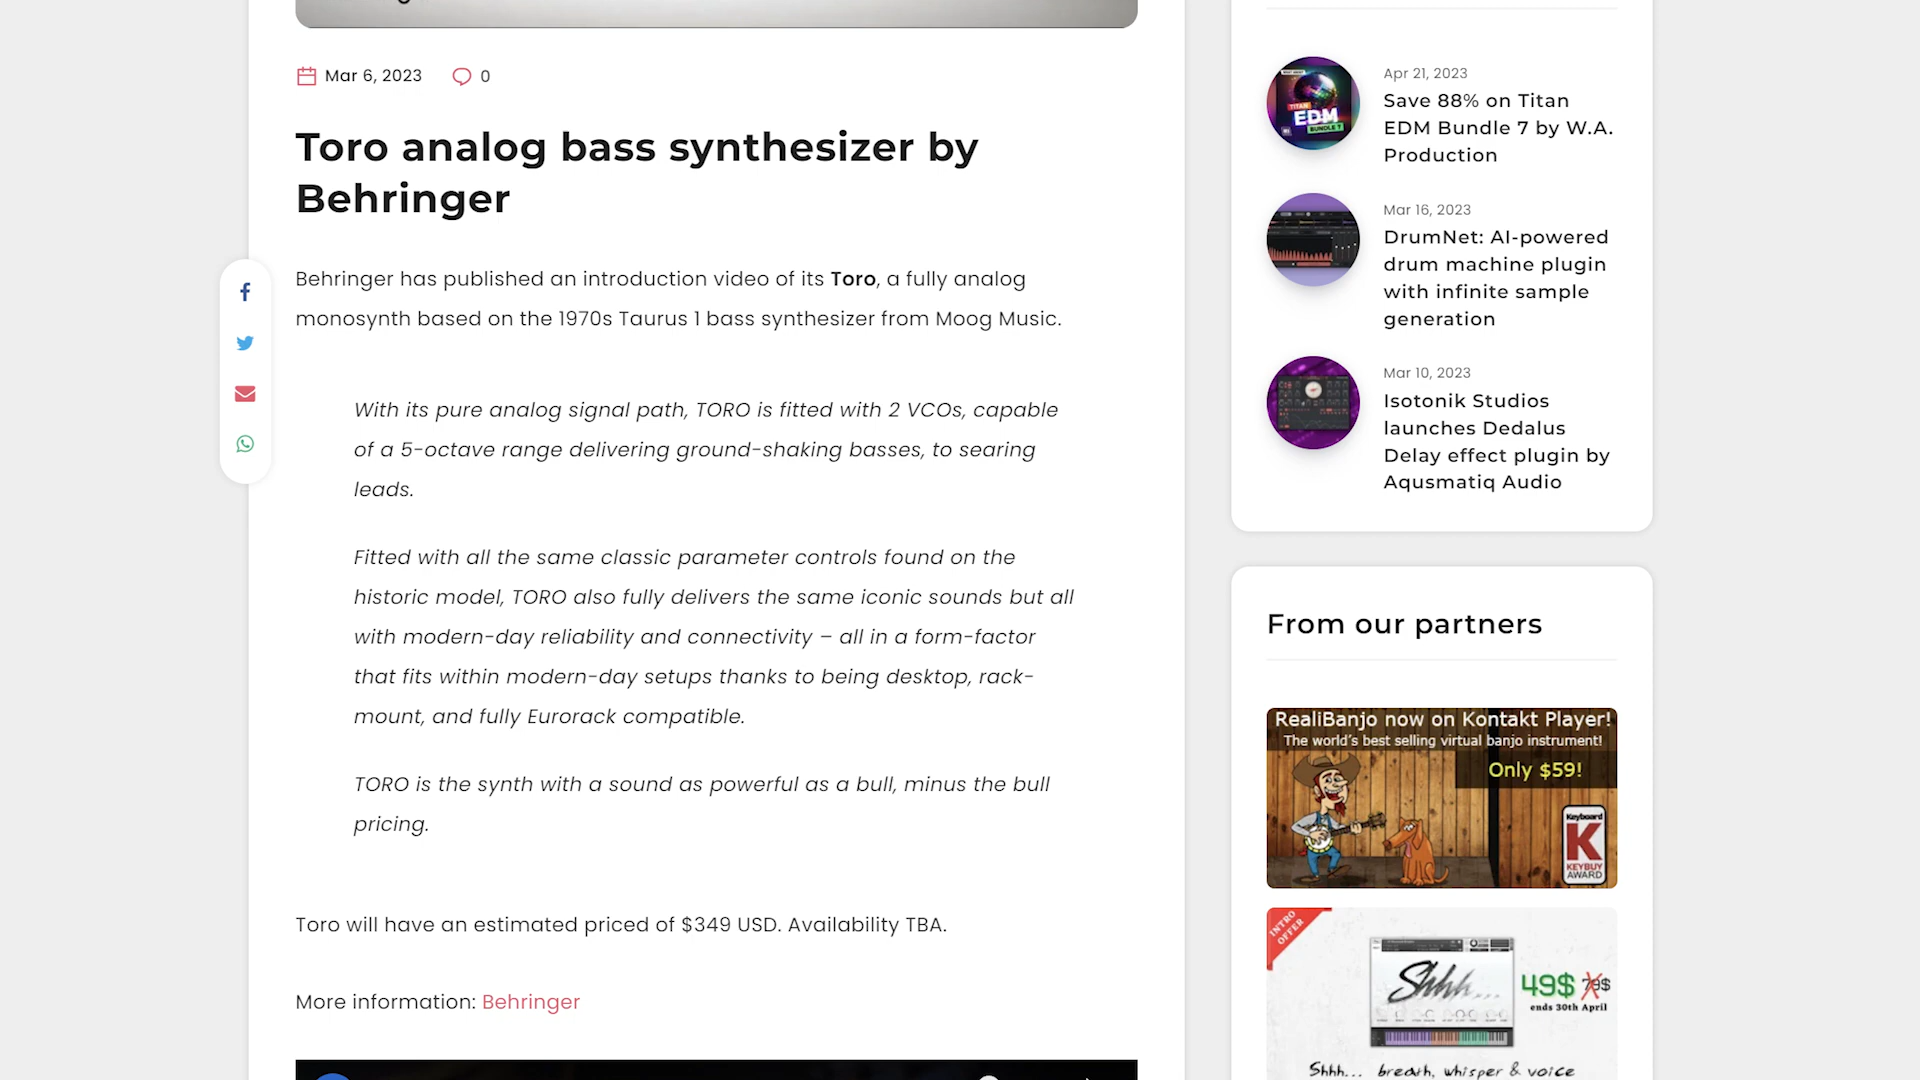 Mar 6, 2023
0
Toro analog bass synthesizer by
Behringer
Behringer has published an introduction video of its Toro, a fully analog
monosynth based on the 1970s Taurus 1 bass synthesizer from Moog Music.
With its pure analog signal path, TORO is fitted with 2 VCOs, capable
of a 5-octave range delivering ground-shaking basses, to searing
leads.
Fitted with all the same classic parameter controls found on the
historic model, TORO also fully delivers the same iconic sounds but all
with modern-day reliability and connectivity – all in a form-factor
that fits within modern-day setups thanks to being desktop, rack-
mount, and fully Eurorack compatible.
TORO is the synth with a sound as powerful as a bull, minus the bull
pricing.
Toro will have an estimated priced of $349 USD. Availability TBA.
More information: Behringer
Apr 21, 2023
Save 88% on Titan
EDM Bundle 7 by W.A.
Production
TITAN
EDM
BUNDLE 7
Mar 16, 2023
DrumNet: AI-powered
drum machine plugin
with infinite sample
generation
Mar 10, 2023
Isotonik Studios
launches Dedalus
Delay effect plugin by
Aqusmatiq Audio
From our partners
RealiBanjo now on Kontakt Player!
The world's best selling virtual banjo instrument!
Only $59!
Keyboard
K
KEYBUY
AWARD
INTRO
OFFER
Shhh...
49$ 79$
ends 30th April
Shhh... breath, whisper & voice